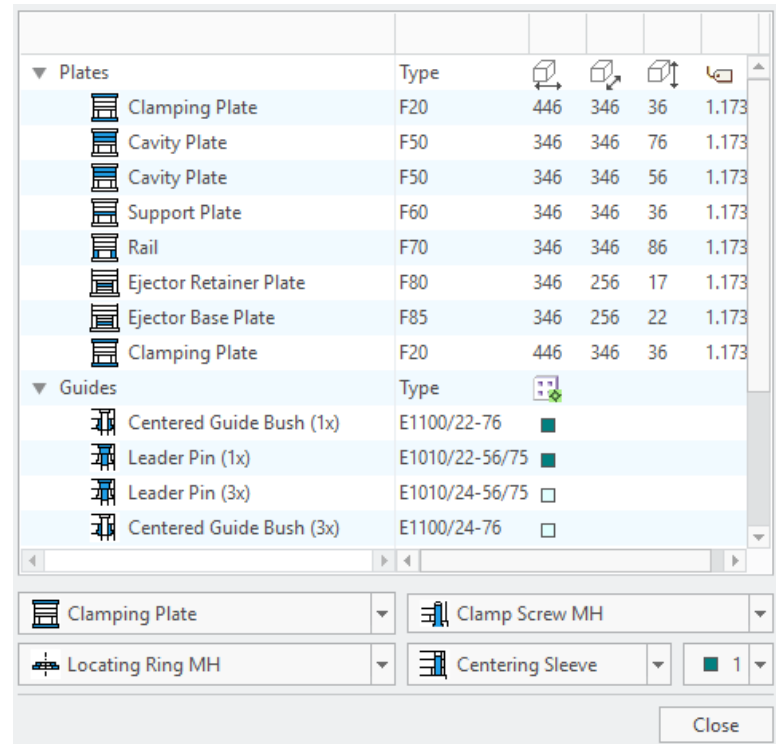 Plates Type
Clamping Plate F20 446 346 36 1.173
Cavity Plate F50 346 346 76 1.173
Cavity Plate F50 346 346 56 1.173
Support Plate F60 346 346 36 1.173
Rail F70 346 346 86 1.173
Ejector Retainer Plate F80 346 256 17 1.173
Ejector Base Plate F85 346 256 22 1.173
Clamping Plate F20 446 346 36 1.173
Guides Type
Centered Guide Bush (1x) E1100/22-76
Leader Pin (1x) E1010/22-56/75
Leader Pin (3x) E1010/24-56/75
Centered Guide Bush (3x) E1100/24-76
Clamping Plate Clamp Screw MH
Locating Ring MH Centering Sleeve 1
Close